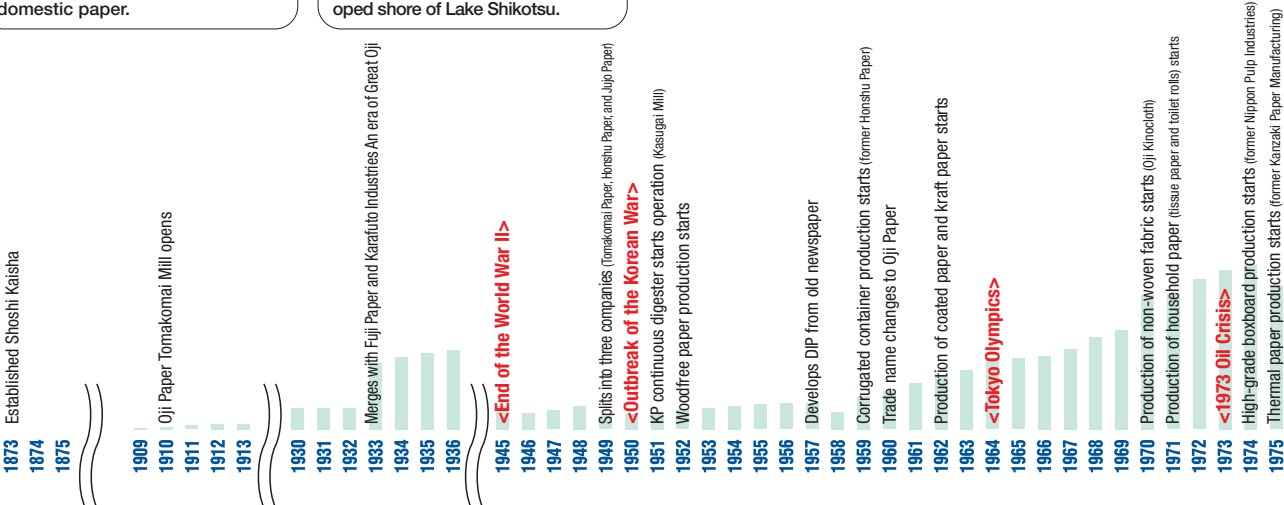 domestic paper.
oped shore of Lake Shikotsu.
1873 Established Shoshi Kaisha
1874
1875
1909
1910 Oji Paper Tomakomai Mill opens
1911
1912
1913
1930
1931
1932
1933 Merges with Fuji Paper and Karafuto Industries An era of Great Oji
1934
1935
1936
1945 <End of the World War II>
1946
1947
1948
1949 Splits into three companies (Tomakomai Paper, Honshu Paper, and Jujo Paper)
1950 <Outbreak of the Korean War>
1951 KP continuous digester starts operation (Kasugai Mill)
1952 Woodfree paper production starts
1953
1954
1955
1956
1957 Develops DIP from old newspaper
1958
1959 Corrugated container production starts (former Honshu Paper)
1960 Trade name changes to Oji Paper
1961
1962 Production of coated paper and kraft paper starts
1963
1964 <Tokyo Olympics>
1965
1966
1967
1968
1969
1970 Production of non-woven fabric starts (Oji Kinocloth)
1971 Production of household paper (tissue paper and toilet rolls) starts
1972
1973 <1973 Oil Crisis>
1974 High-grade boxboard production starts (former Nippon Pulp Industries)
1975 Thermal paper production starts (former Kanzaki Paper Manufacturing)